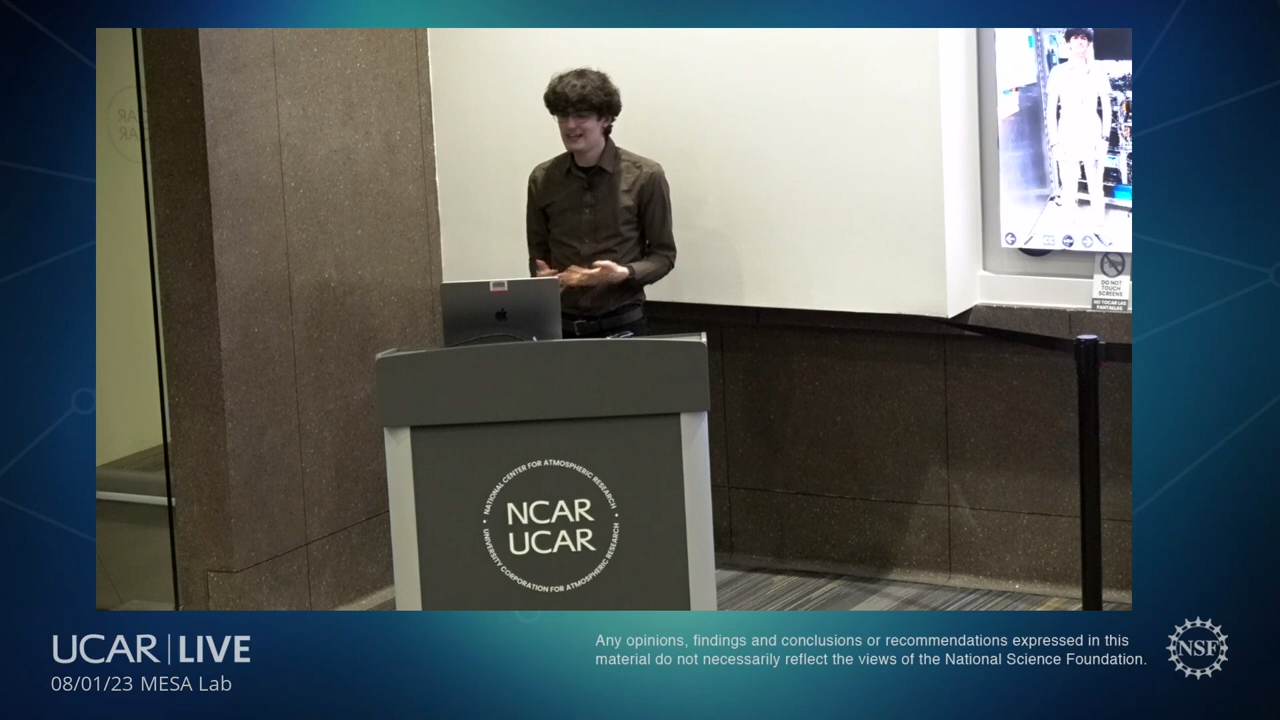 DO NOT
TOUCH
SCREENS
NO TOCAR LAS
PANTALLAS
NATIONAL CENTER FOR ATMOSPHERIC RESEARCH
NCAR
UCAR
UNIVERSITY CORPORATION FOR ATMOSPHERIC RESEARCH
UCAR | LIVE
08/01/23 MESA Lab
Any opinions, findings and conclusions or recommendations expressed in this
material do not necessarily reflect the views of the National Science Foundation.
NSF